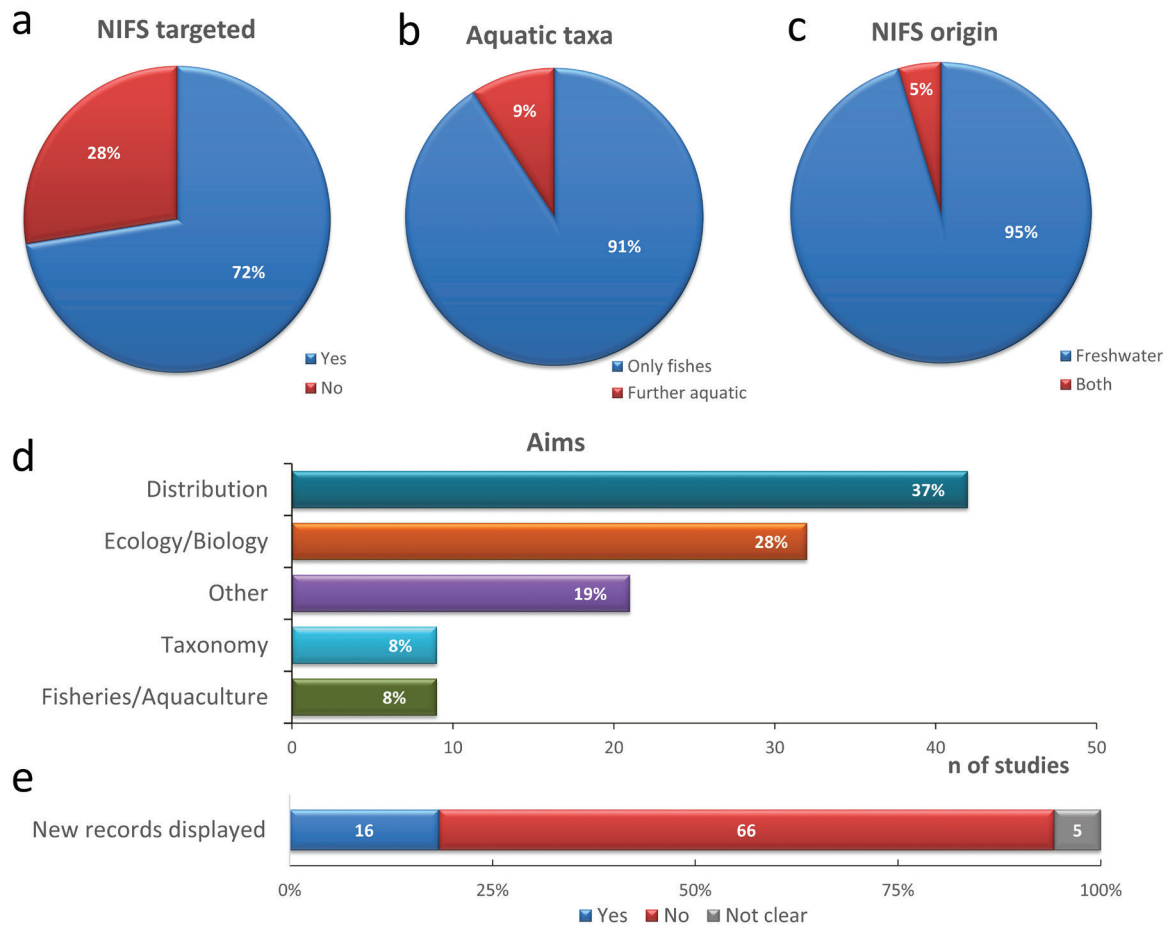 a
NIFS targeted
28%
72%
Yes
No
b
Aquatic taxa
9%
91%
Only fishes
Further aquatic
c
NIFS origin
5%
95%
Freshwater
Both
d
Aims
Distribution
37%
Ecology/Biology
28%
Other
19%
Taxonomy
8%
Fisheries/Aquaculture
8%
0 10 20 30 40 50
n of studies
e
New records displayed
16 66 5
0% 25% 50% 75% 100%
Yes No Not clear